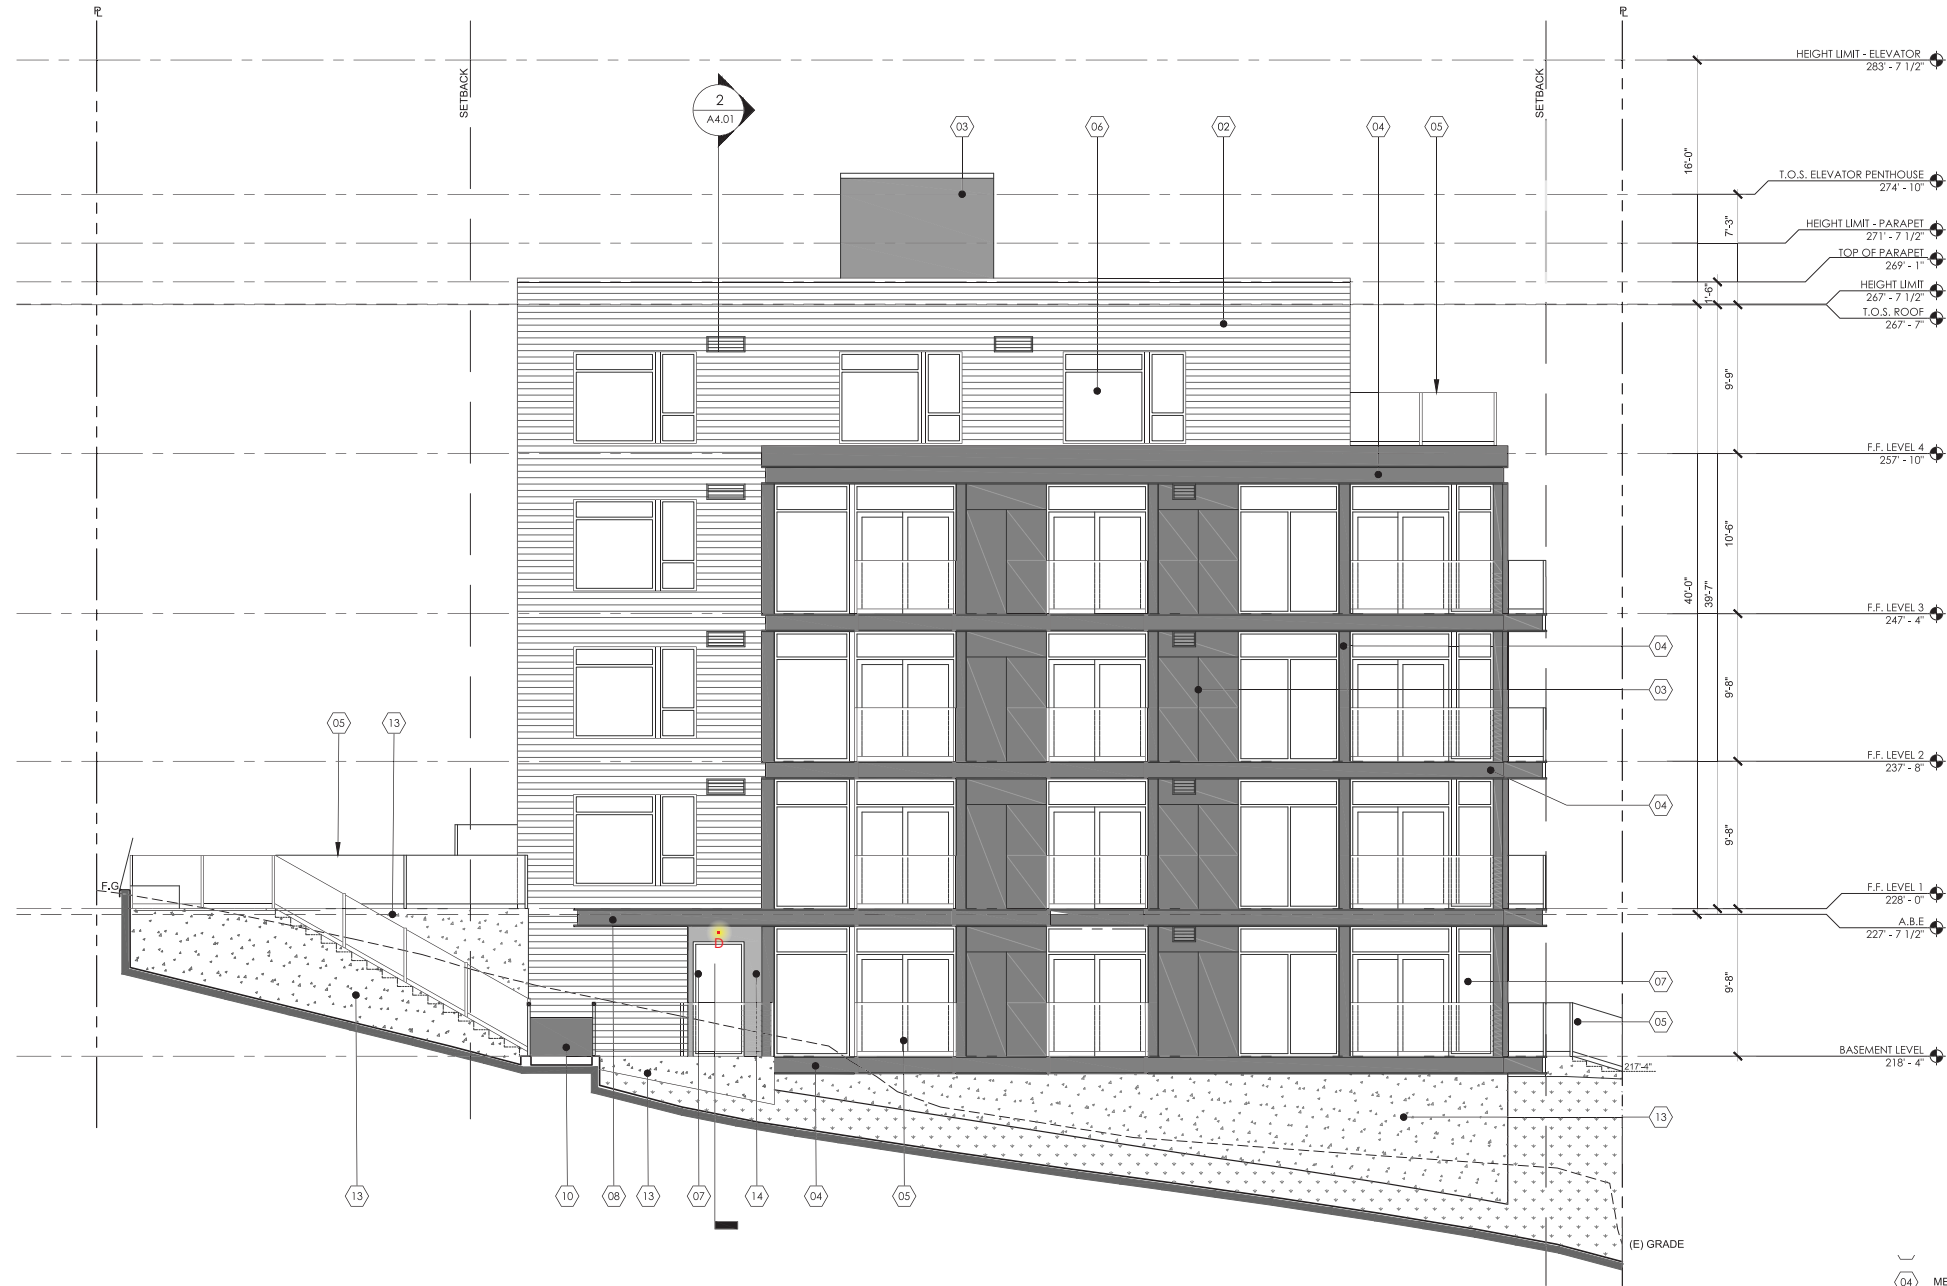 PL
PL
HEIGHT LIMIT - ELEVATOR
283' - 7 1/2"
SETBACK
SETBACK
2
A4.01
03
06
02
04
05
16'-0"
T.O.S. ELEVATOR PENTHOUSE
274' - 10"
7'-3"
HEIGHT LIMIT - PARAPET
271' - 7 1/2"
TOP OF PARAPET
269' - 1"
1'-6"
HEIGHT LIMIT
267' - 7 1/2"
T.O.S. ROOF
267' - 7"
9'-9"
F.F. LEVEL 4
257' - 10"
10'-6"
40'-0"
39'-7"
F.F. LEVEL 3
247' - 4"
04
03
9'-8"
05
13
F.F. LEVEL 2
237' - 8"
04
9'-8"
F.G.
F.F. LEVEL 1
228' - 0"
A.B.E
227' - 7 1/2"
D
07
9'-8"
05
BASEMENT LEVEL
218' - 4"
217'-4"
13
13
10
08
13
07
14
04
05
(E) GRADE
04
ME